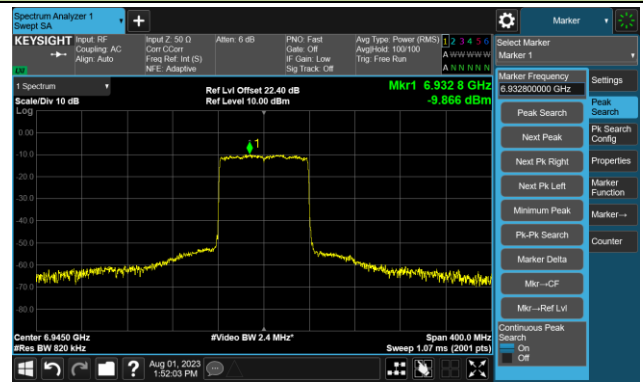 Spectrum Analyzer 1
Swept SA
Marker
KEYSIGHT
Input: RF
Coupling: AC
Align: Auto
Input Z: 50 Ω
Corr CCorr
Freq Ref: Int (S)
NFE: Adaptive
Atten: 6 dB
PNO: Fast
Gate: Off
IF Gain: Low
Sig Track: Off
Avg Type: Power (RMS)
Avg|Hold: 100/100
Trig: Free Run
1 2 3 4 5 6
A W W W W W
A N N N N N
LW
Select Marker
Marker 1
Marker Frequency
6.932800000 GHz
Settings
Peak Search
Peak
Search
Next Peak
Pk Search
Config
Next Pk Right
Properties
Next Pk Left
Marker
Function
Minimum Peak
Marker→
Pk-Pk Search
Counter
Marker Delta
Mkr→CF
Mkr→Ref Lvl
Continuous Peak
Search
On
Off
1 Spectrum
Scale/Div 10 dB
Log
Ref Lvl Offset 22.40 dB
Ref Level 10.00 dBm
Mkr1 6.932 8 GHz
-9.866 dBm
1
0.00
-10.0
-20.0
-30.0
-40.0
-50.0
-60.0
-70.0
-80.0
Center 6.9450 GHz
#Res BW 820 kHz
#Video BW 2.4 MHz*
Span 400.0 MHz
Sweep 1.07 ms (2001 pts)
?
Aug 01, 2023
1:52:03 PM